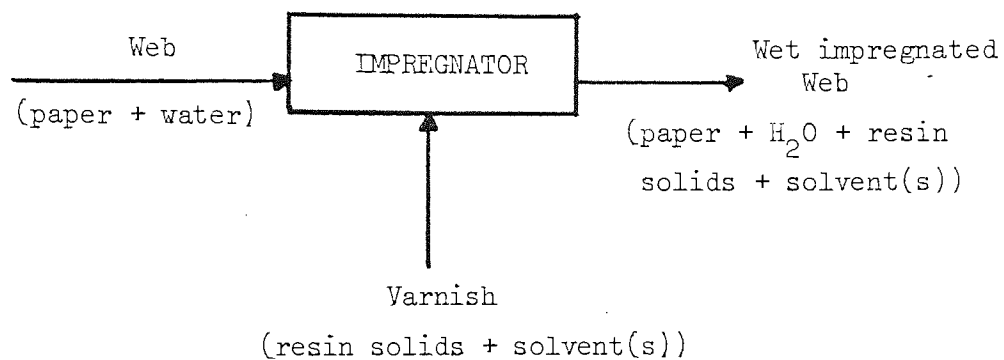 Web
(paper + water)
IMPREGNATOR
Wet impregnated
Web
(paper + H₂O + resin
solids + solvent(s))
Varnish
(resin solids + solvent(s))